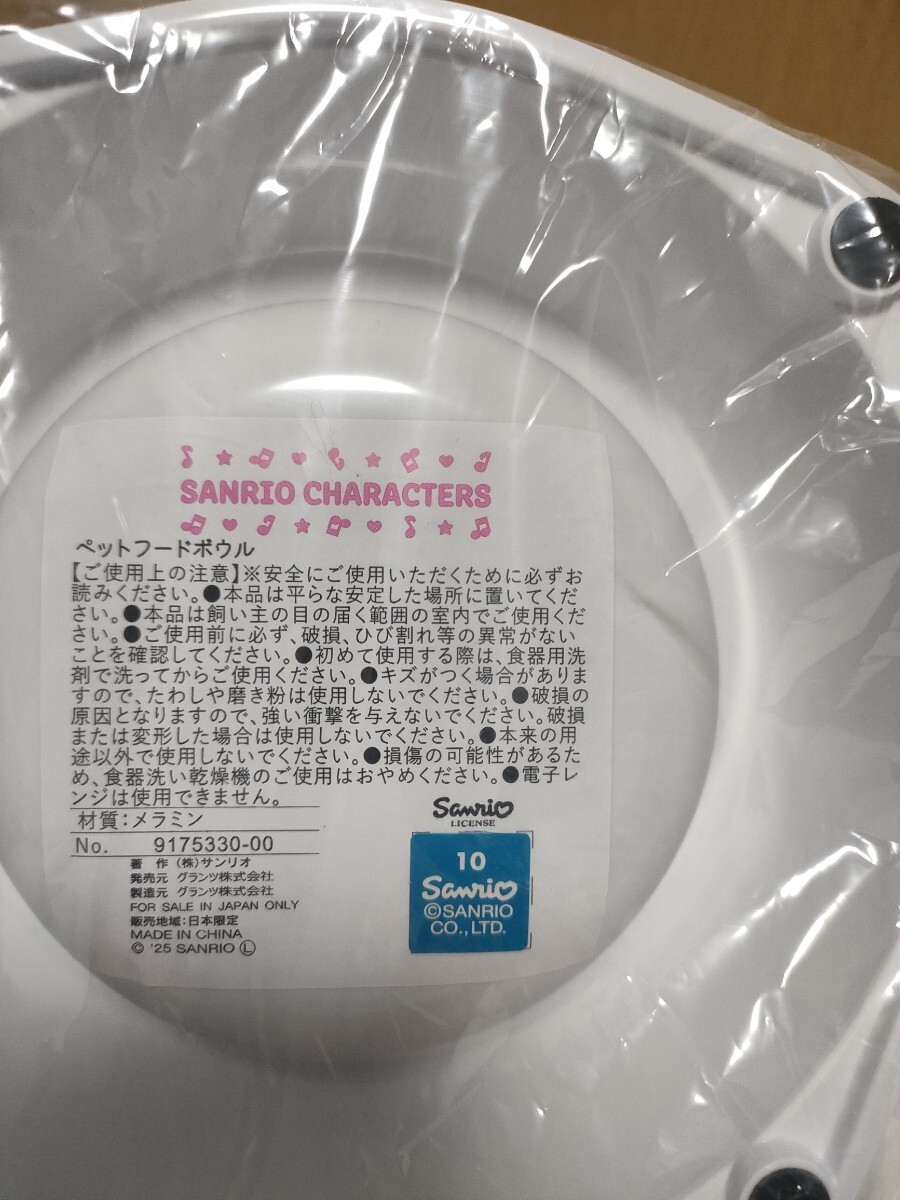 SANRIO CHARACTERS
ペットフードボウル
【ご使用上の注意】※安全にご使用いただくために必ずお
読みください。●本品は平らな安定した場所に置いてくだ
さい。●本品は飼い主の目の届く範囲の室内でご使用くだ
さい。●ご使用前に必ず、破損、ひび割れ等の異常がない
ことを確認してください。●初めて使用する際は、食器用洗
剤で洗ってからご使用ください。●キズがつく場合がありま
すので、たわしや磨き粉は使用しないでください。●破損の
原因となりますので、強い衝撃を与えないでください。破損
または変形した場合は使用しないでください。●本来の用
途以外で使用しないでください。●損傷の可能性があるた
め、食器洗い乾燥機のご使用はおやめください。●電子レ
ンジは使用できません。
材質：メラミン
No. 9175330-00
著 作 (株)サンリオ
発売元 グランツ株式会社
製造元 グランツ株式会社
FOR SALE IN JAPAN ONLY
販売地域：日本限定
MADE IN CHINA
© '25 SANRIO Ⓛ
Sanrio
LICENSE
10
Sanrio
©SANRIO
CO.,LTD.